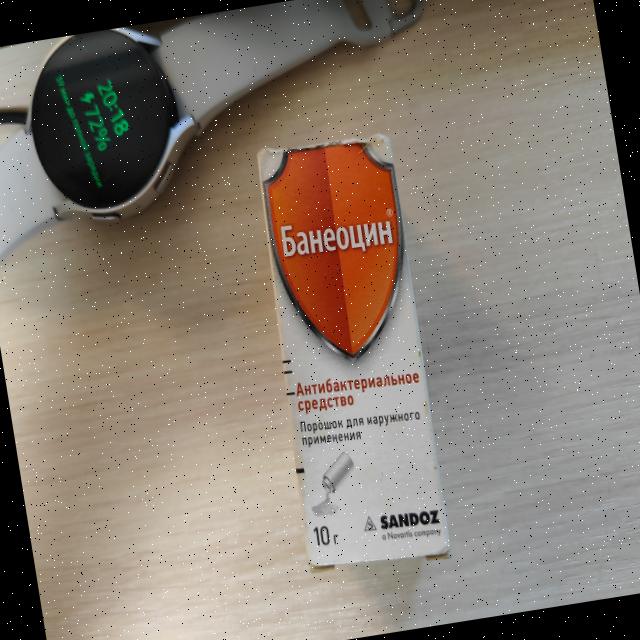 20:18
72%
Банеоцин®
Антибактериальное
средство
Порошок для наружного
применения
10 г
SANDOZ
a Novartis company